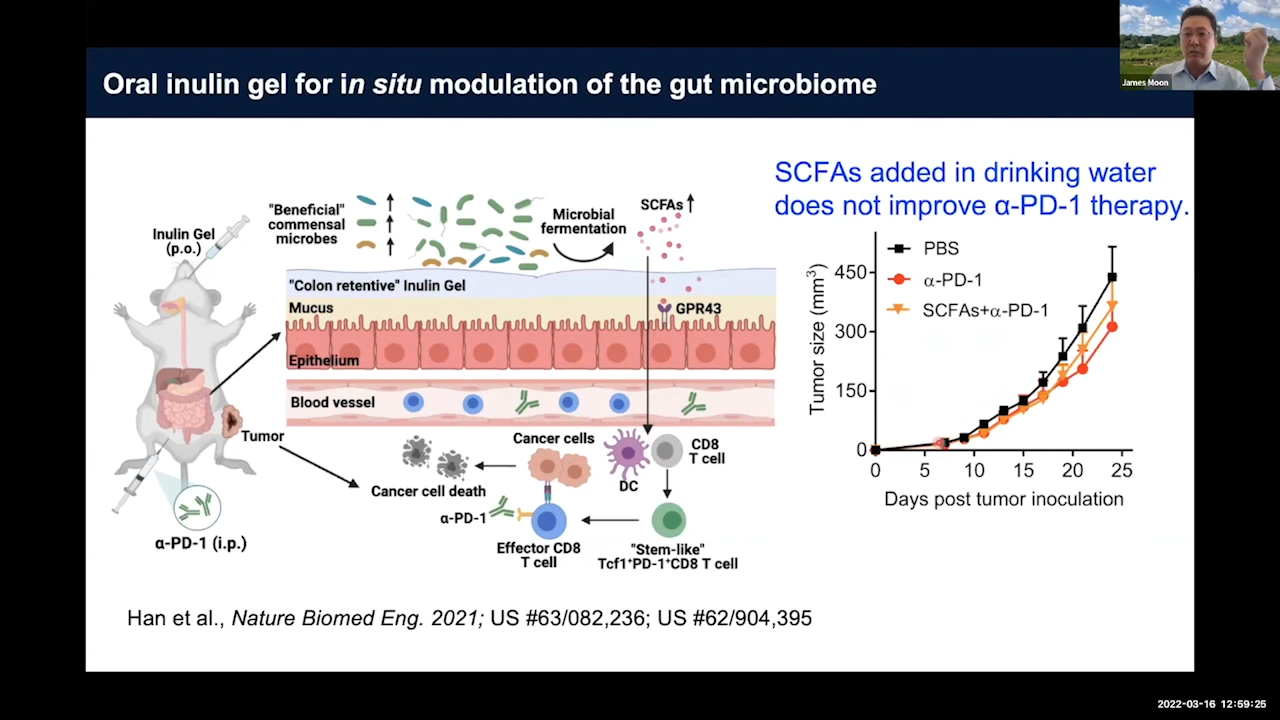 James Moon
Oral inulin gel for in situ modulation of the gut microbiome
SCFAs added in drinking water
does not improve α-PD-1 therapy.
Inulin Gel
(p.o.)
"Beneficial"
commensal
microbes
Microbial
fermentation
SCFAs
"Colon retentive" Inulin Gel
Mucus
GPR43
Epithelium
Blood vessel
Tumor
Cancer cells
Cancer cell death
DC
CD8
T cell
α-PD-1
Effector CD8
T cell
"Stem-like"
Tcf1⁺PD-1⁺CD8 T cell
α-PD-1 (i.p.)
PBS
α-PD-1
SCFAs+α-PD-1
Tumor size (mm³)
450
300
150
0
0 5 10 15 20 25
Days post tumor inoculation
Han et al., Nature Biomed Eng. 2021; US #63/082,236; US #62/904,395
2022-03-16 12:59:25